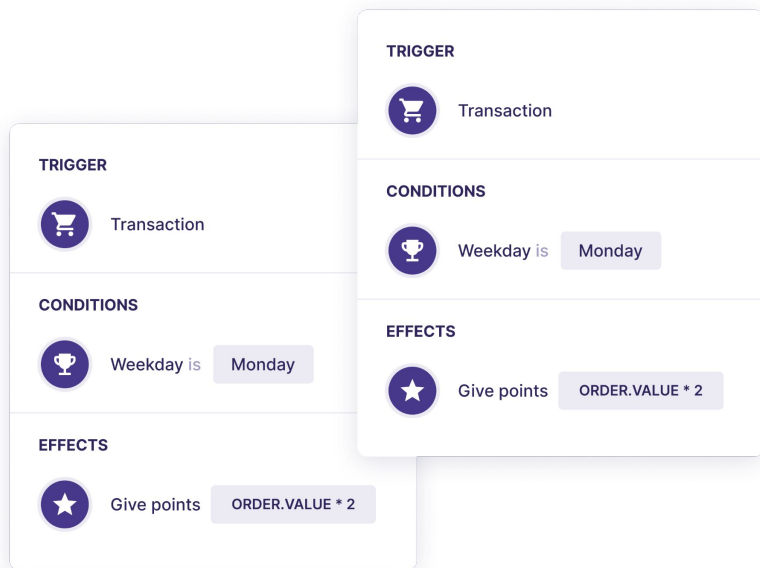 TRIGGER
Transaction
CONDITIONS
Weekday is Monday
EFFECTS
Give points ORDER.VALUE * 2
TRIGGER
Transaction
CONDITIONS
Weekday is Monday
EFFECTS
Give points ORDER.VALUE * 2